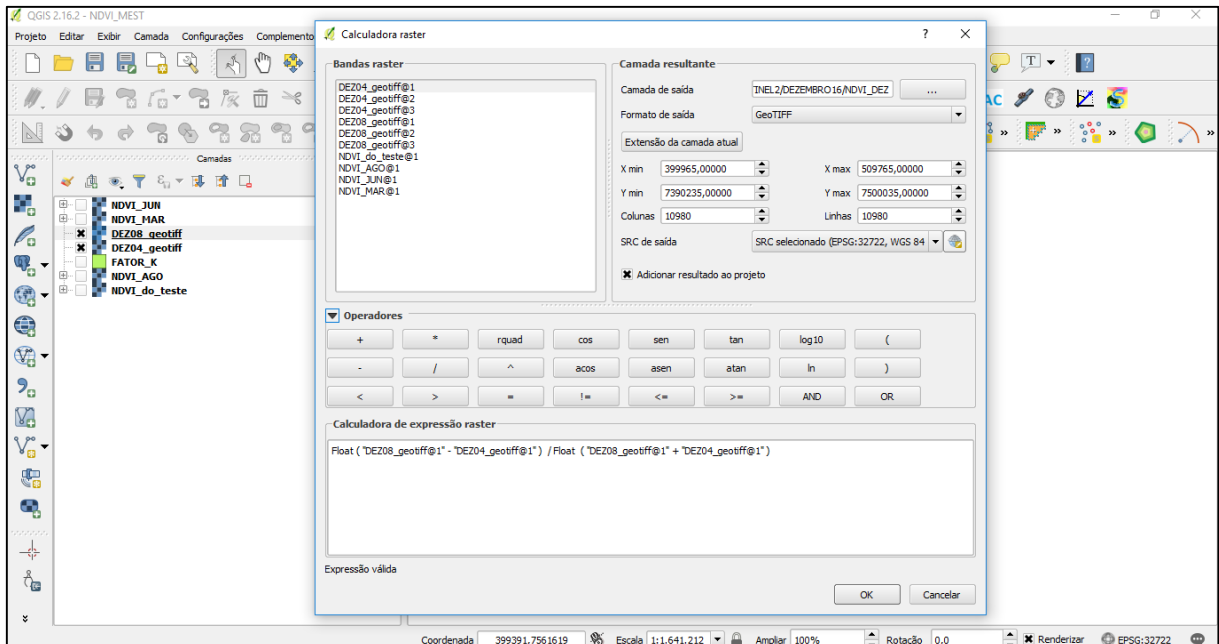 QGIS 2.16.2 - NDVI_MEST
Projeto Editar Exibir Camada Configurações Complemento
Camadas
NDVI_JUN
NDVI_MAR
DEZ08_geotiff
DEZ04_geotiff
FATOR_K
NDVI_AGO
NDVI_do_teste
Calculadora raster
Bandas raster
DEZ04_geotiff@1
DEZ04_geotiff@2
DEZ04_geotiff@3
DEZ08_geotiff@1
DEZ08_geotiff@2
DEZ08_geotiff@3
NDVI_do_teste@1
NDVI_AGO@1
NDVI_JUN@1
NDVI_MAR@1
Camada resultante
Camada de saída INEL2/DEZEMBRO16/NDVI_DEZ ...
Formato de saída GeoTIFF
Extensão da camada atual
X min 399965,00000 X max 509765,00000
Y min 7390235,00000 Y max 7500035,00000
Colunas 10980 Linhas 10980
SRC de saída SRC selecionado (EPSG:32722, WGS 84
Adicionar resultado ao projeto
Operadores
+ * rquad cos sen tan log10 (
- / ^ acos asen atan ln )
< > = != <= >= AND OR
Calculadora de expressão raster
Float ( "DEZ08_geotiff@1" - "DEZ04_geotiff@1" ) / Float ( "DEZ08_geotiff@1" + "DEZ04_geotiff@1" )
Expressão válida
OK Cancelar
Coordenada 399391,7561619 Escala 1:1.641.212 Ampliar 100% Rotação 0,0 Renderizar EPSG:32722